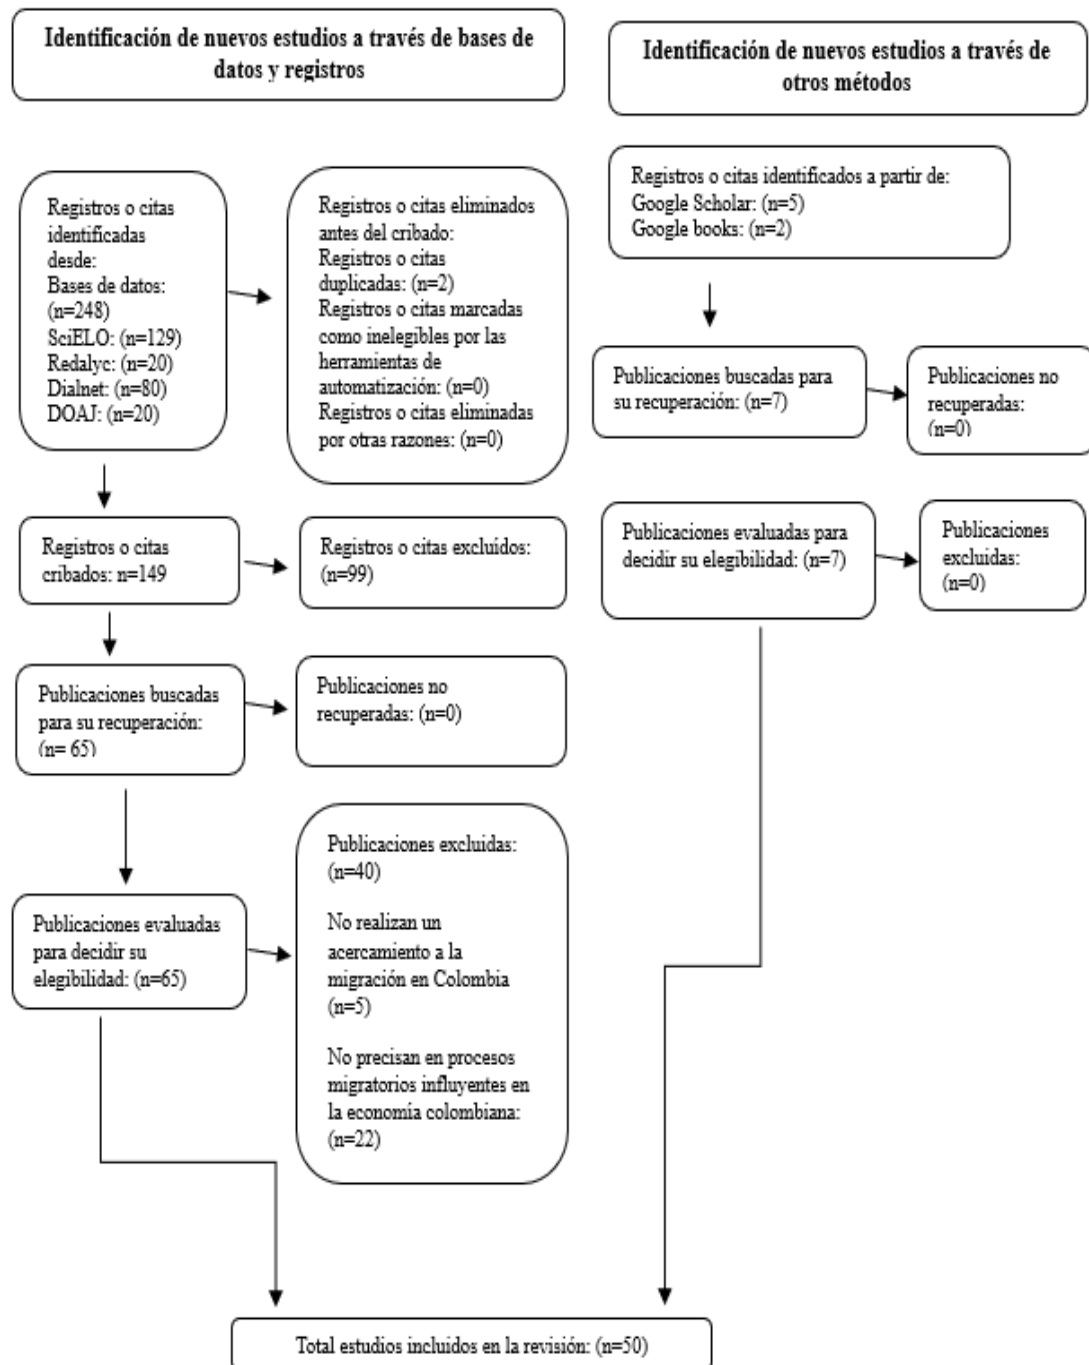 Identificación de nuevos estudios a través de bases de
datos y registros
Identificación de nuevos estudios a través de
otros métodos
Registros o citas
identificadas
desde:
Bases de datos:
(n=248)
SciELO: (n=129)
Redalyc: (n=20)
Dialnet: (n=80)
DOAJ: (n=20)
Registros o citas eliminados
antes del cribado:
Registros o citas
duplicadas: (n=2)
Registros o citas marcadas
como inelegibles por las
herramientas de
automatización: (n=0)
Registros o citas eliminadas
por otras razones: (n=0)
Registros o citas identificados a partir de:
Google Scholar: (n=5)
Google books: (n=2)
Publicaciones buscadas para
su recuperación: (n=7)
Publicaciones no
recuperadas:
(n=0)
Registros o citas
cribados: n=149
Registros o citas excluidos:
(n=99)
Publicaciones evaluadas para
decidir su elegibilidad: (n=7)
Publicaciones
excluidas:
(n=0)
Publicaciones buscadas
para su recuperación:
(n= 65)
Publicaciones no
recuperadas: (n=0)
Publicaciones evaluadas
para decidir su
elegibilidad: (n=65)
Publicaciones excluidas:
(n=40)
No realizan un
acercamiento a la
migración en Colombia
(n=5)
No precisan en procesos
migratorios influyentes en
la economía colombiana:
(n=22)
Total estudios incluidos en la revisión: (n=50)